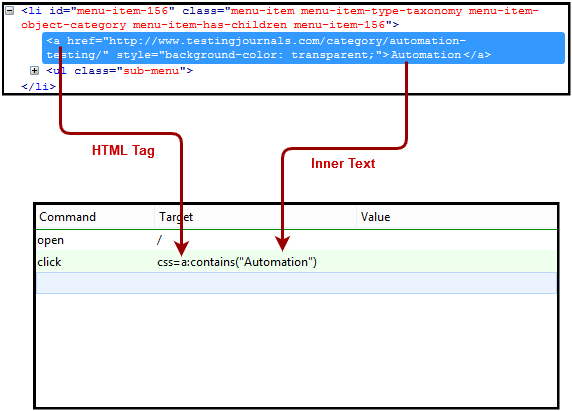 <li id="menu-item-156" class="menu-item menu-item-type-taxonomy menu-item-
object-category menu-item-has-children menu-item-156">
<a href="http://www.testingjournals.com/category/automation-
testing/" style="background-color: transparent;">Automation</a>
<ul class="sub-menu">
</li>
HTML Tag
Inner Text
Command Target Value
open /
click css=a:contains("Automation")